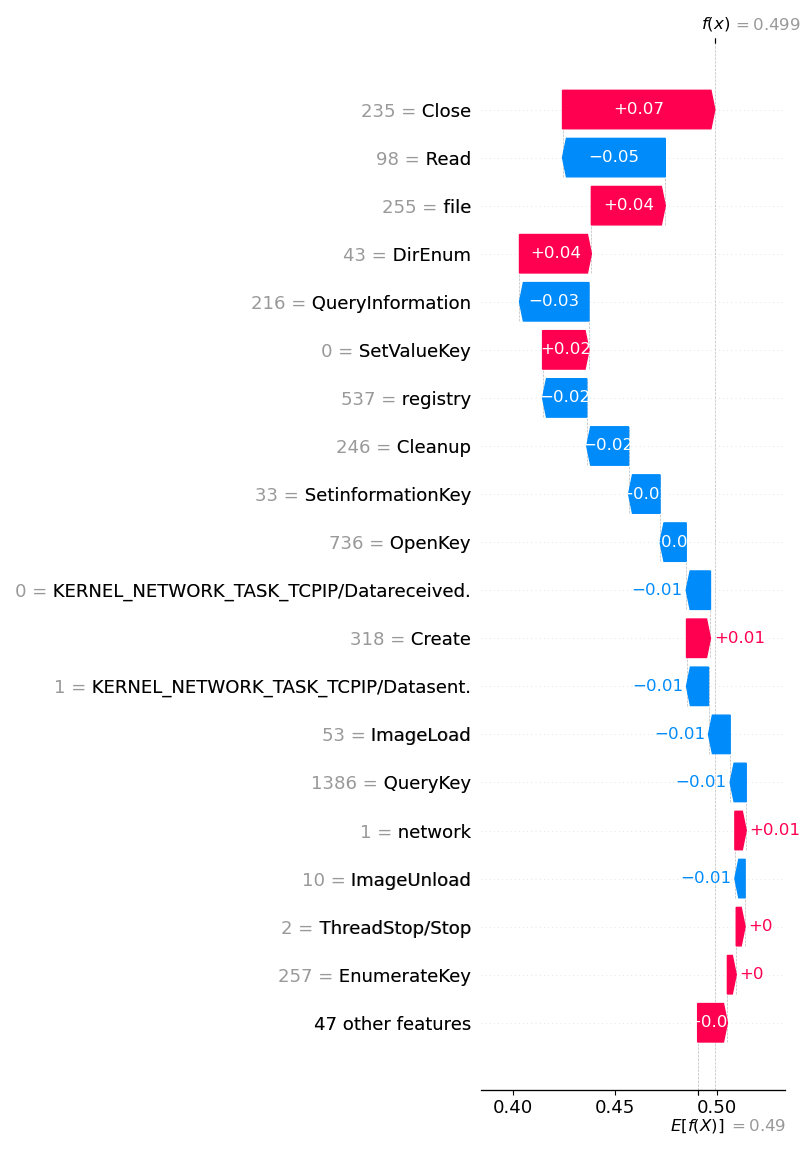 f(x) = 0.499
235 = Close +0.07
98 = Read −0.05
255 = file +0.04
43 = DirEnum +0.04
216 = QueryInformation −0.03
0 = SetValueKey +0.02
537 = registry −0.02
246 = Cleanup −0.02
33 = SetinformationKey
736 = OpenKey
0 = KERNEL_NETWORK_TASK_TCPIP/Datareceived. −0.01
318 = Create +0.01
1 = KERNEL_NETWORK_TASK_TCPIP/Datasent. −0.01
53 = ImageLoad −0.01
1386 = QueryKey −0.01
1 = network +0.01
10 = ImageUnload −0.01
2 = ThreadStop/Stop +0
257 = EnumerateKey +0
47 other features
0.40 0.45 0.50
E[f(X)] = 0.49